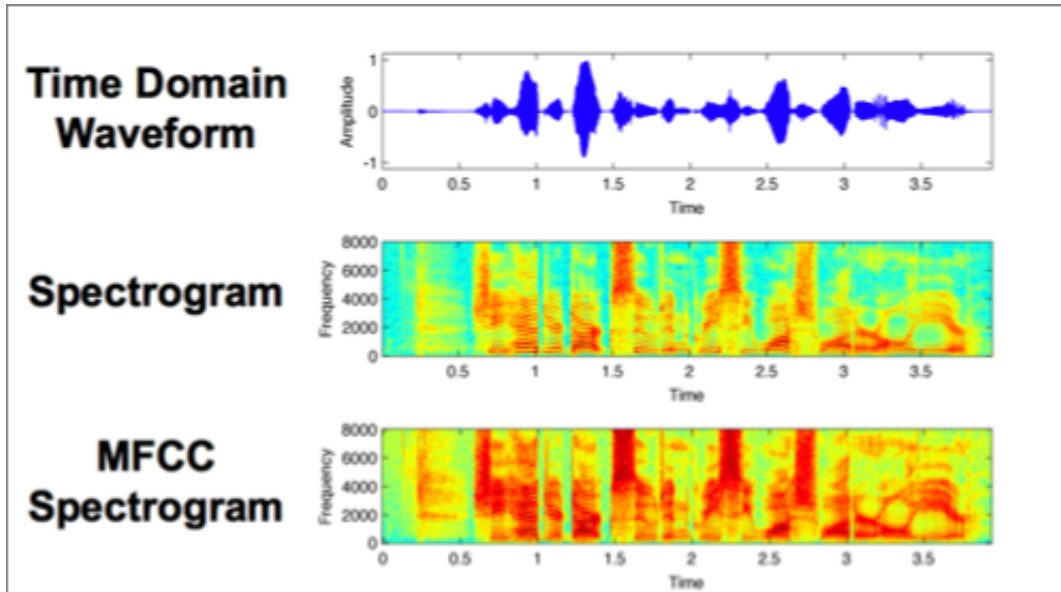 Time Domain
Waveform
Amplitude
1
0
-1
0 0.5 1 1.5 2 2.5 3 3.5
Time
Spectrogram
Frequency
8000
6000
4000
2000
0
0.5 1 1.5 2 2.5 3 3.5
Time
MFCC
Spectrogram
Frequency
8000
6000
4000
2000
0
0.5 1 1.5 2 2.5 3 3.5
Time